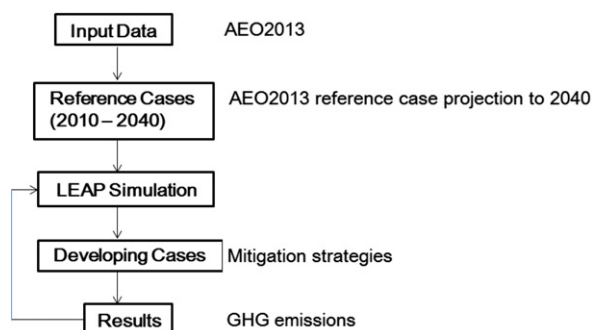 Input Data AEO2013
Reference Cases AEO2013 reference case projection to 2040
(2010 – 2040)
LEAP Simulation
Developing Cases Mitigation strategies
Results GHG emissions